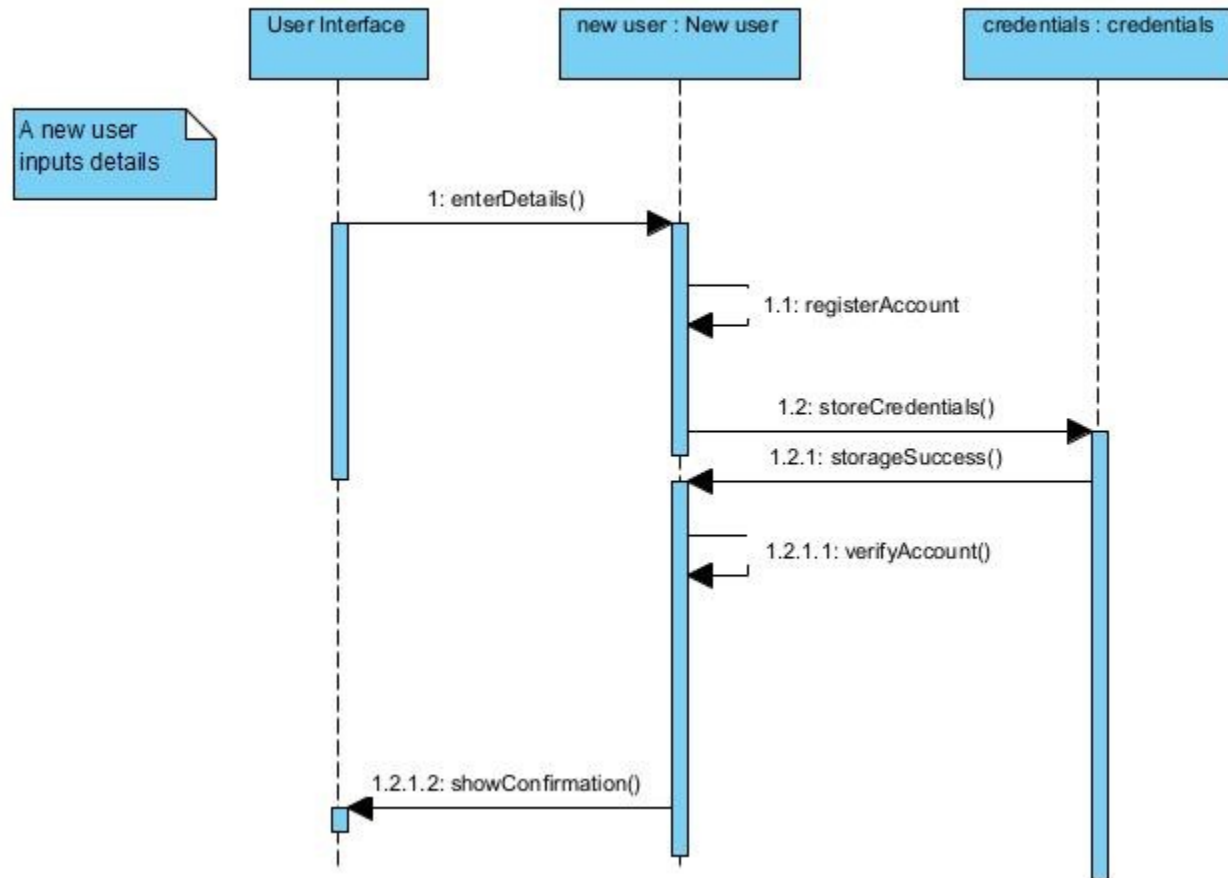 User Interface
new user : New user
credentials : credentials
A new user
inputs details
1: enterDetails()
1.1: registerAccount
1.2: storeCredentials()
1.2.1: storageSuccess()
1.2.1.1: verifyAccount()
1.2.1.2: showConfirmation()